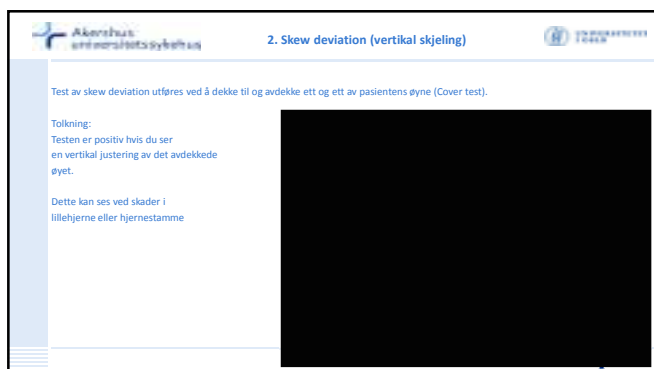 Akershus
universitetssykehus
2. Skew deviation (vertikal skjeling)
Test av skew deviation utføres ved å dekke til og avdekke ett og ett av pasientens øyne (Cover test).
Tolkning:
Testen er positiv hvis du ser
en vertikal justering av det avdekkede
øyet.
Dette kan ses ved skader i
lillehjerne eller hjernestamme